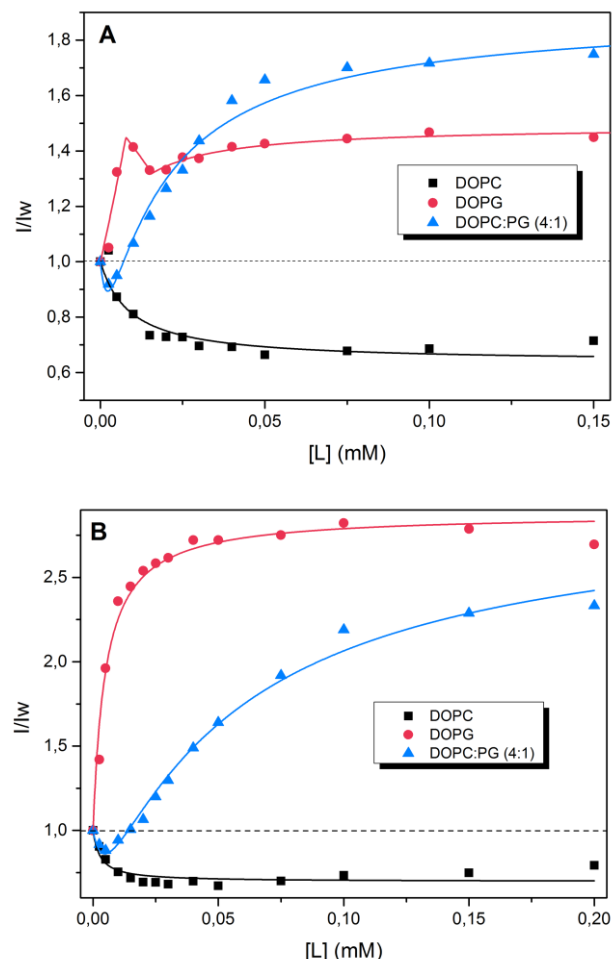 A
1,8
1,6
1,4
1,2
1,0
0,8
0,6
I/Iw
DOPC
DOPG
DOPC:PG (4:1)
0,00
0,05
0,10
0,15
[L] (mM)
B
2,5
2,0
1,5
1,0
I/Iw
DOPC
DOPG
DOPC:PG (4:1)
0,00
0,05
0,10
0,15
0,20
[L] (mM)